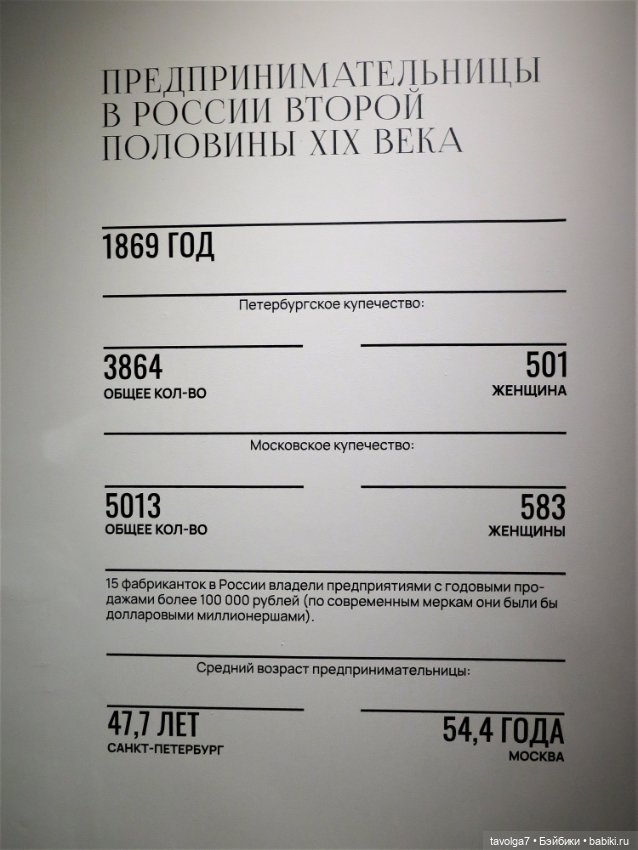 ПРЕДПРИНИМАТЕЛЬНИЦЫ
В РОССИИ ВТОРОЙ
ПОЛОВИНЫ XIX ВЕКА
1869 ГОД
Петербургское купечество:
3864
ОБЩЕЕ КОЛ-ВО
501
ЖЕНЩИНА
Московское купечество:
5013
ОБЩЕЕ КОЛ-ВО
583
ЖЕНЩИНЫ
15 фабриканток в России владели предприятиями с годовыми про-
дажами более 100 000 рублей (по современным меркам они были бы
долларовыми миллионершами).
Средний возраст предпринимательницы:
47,7 ЛЕТ
САНКТ-ПЕТЕРБУРГ
54,4 ГОДА
МОСКВА
tavolga7 • Бэйбики • babiki.ru